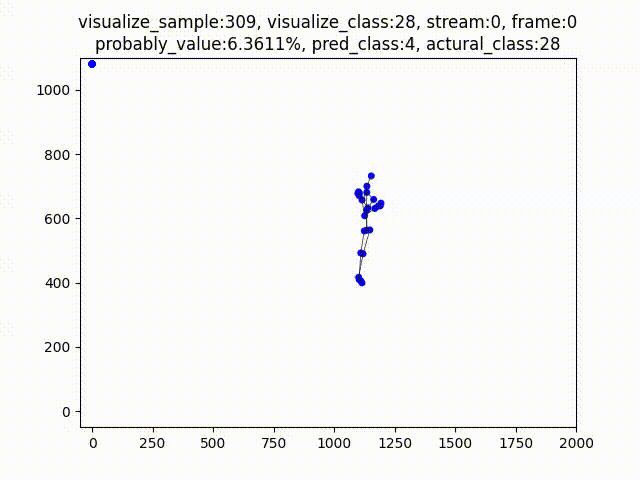 visualize_sample:309, visualize_class:28, stream:0, frame:0
probably_value:6.3611%, pred_class:4, actural_class:28
1000
800
600
400
200
0
0 250 500 750 1000 1250 1500 1750 2000